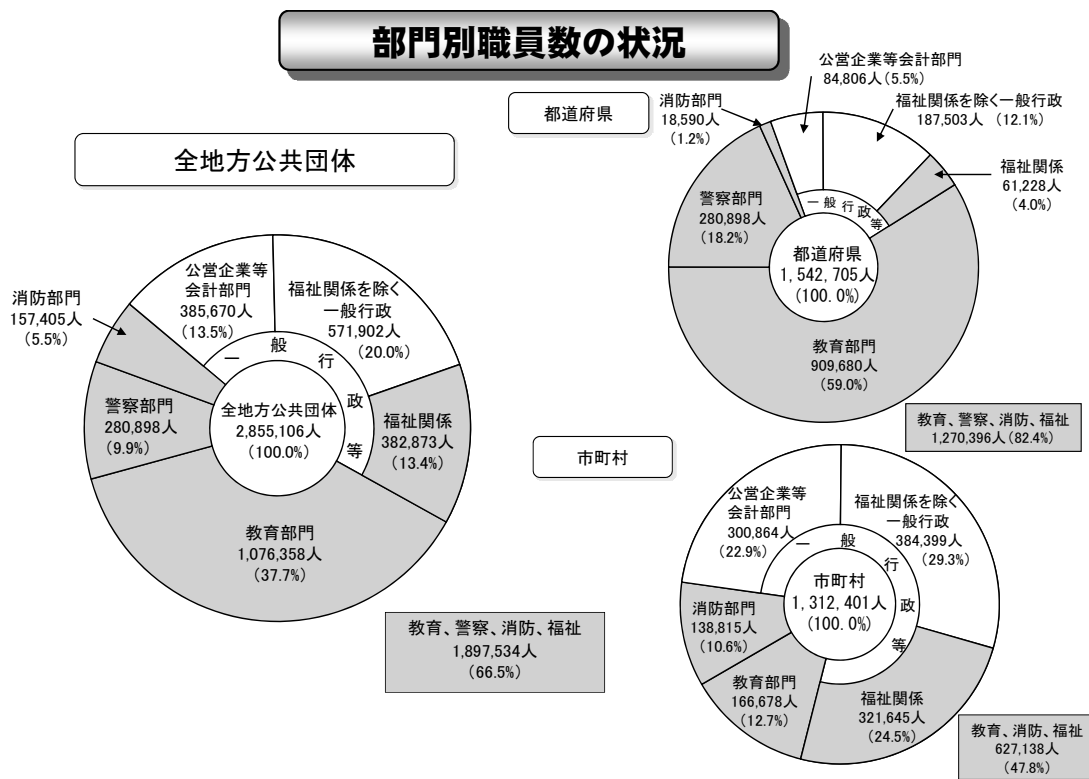 部門別職員数の状況
全地方公共団体
公営企業等
会計部門
385,670人
(13.5%)
福祉関係を除く
一般行政
571,902人
(20.0%)
消防部門
157,405人
(5.5%)
一般行政等
警察部門
280,898人
(9.9%)
全地方公共団体
2,855,106人
(100.0%)
福祉関係
382,873人
(13.4%)
教育部門
1,076,358人
(37.7%)
教育、警察、消防、福祉
1,897,534人
(66.5%)
都道府県
公営企業等会計部門
84,806人(5.5%)
消防部門
18,590人
(1.2%)
福祉関係を除く一般行政
187,503人 (12.1%)
福祉関係
61,228人
(4.0%)
警察部門
280,898人
(18.2%)
一般行政等
都道府県
1,542,705人
(100.0%)
教育部門
909,680人
(59.0%)
教育、警察、消防、福祉
1,270,396人(82.4%)
市町村
公営企業等
会計部門
300,864人
(22.9%)
福祉関係を除く
一般行政
384,399人
(29.3%)
一般行政等
市町村
1,312,401人
(100.0%)
消防部門
138,815人
(10.6%)
教育部門
166,678人
(12.7%)
福祉関係
321,645人
(24.5%)
教育、消防、福祉
627,138人
(47.8%)